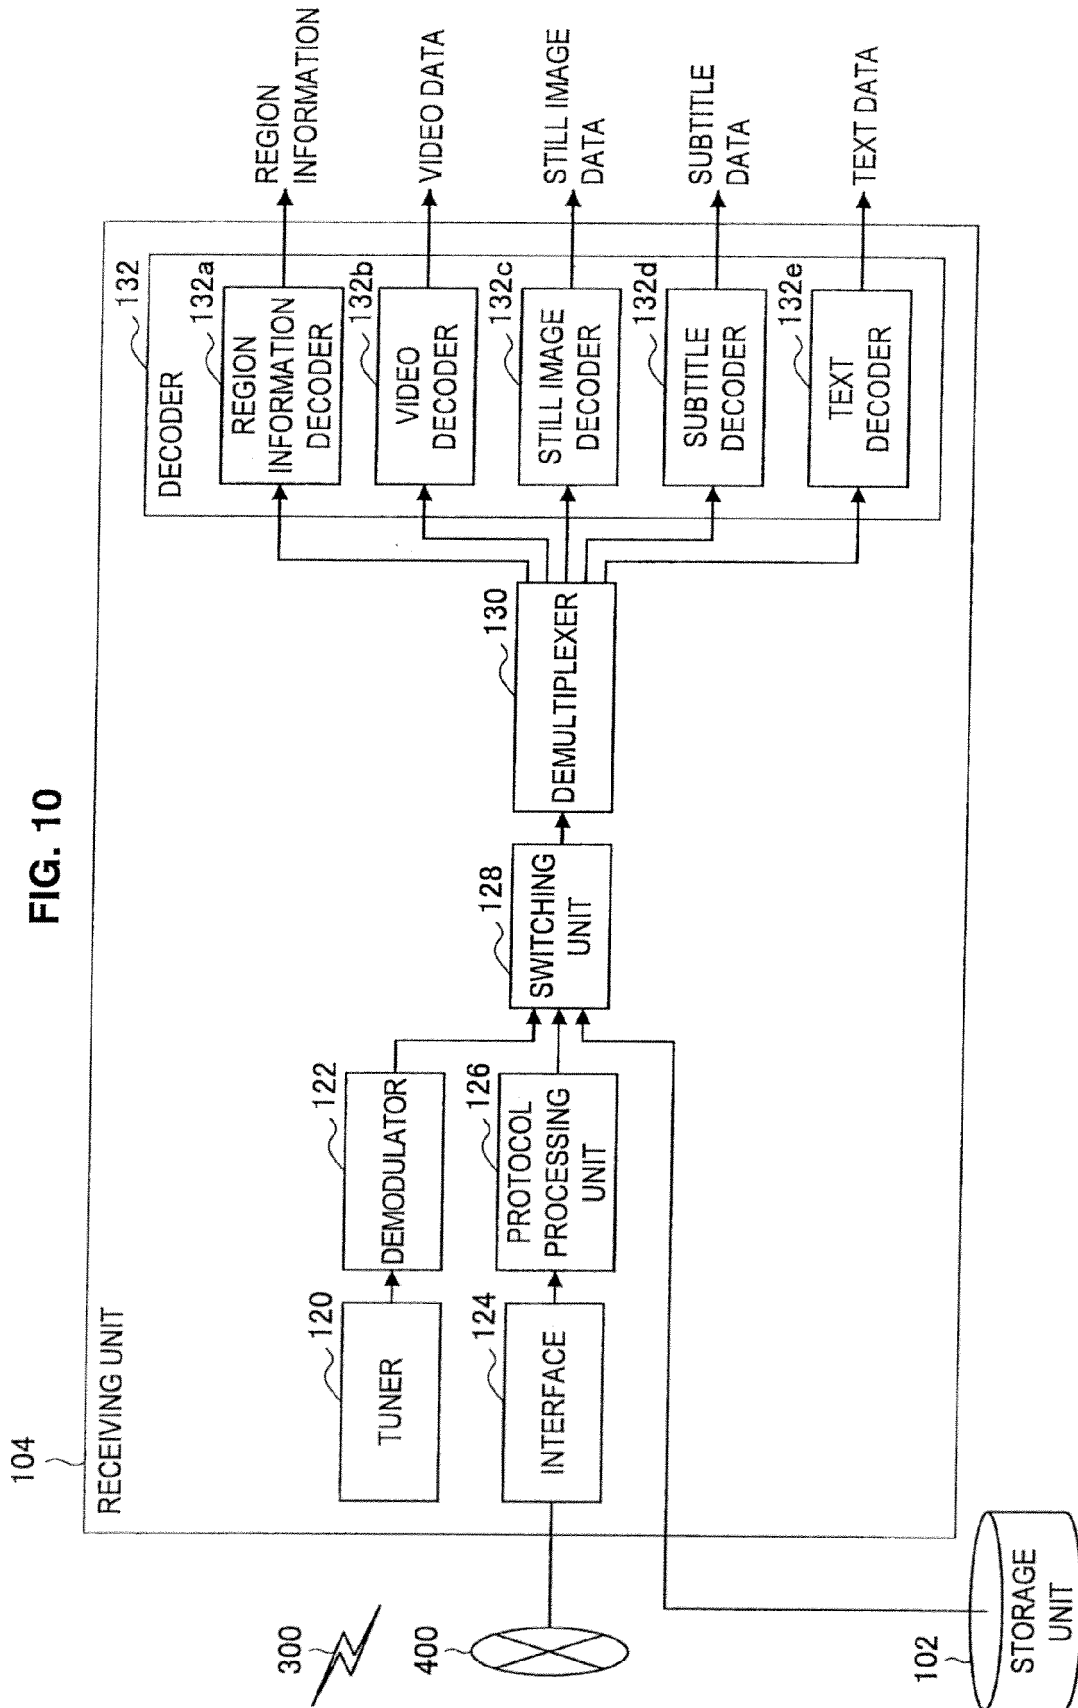 FIG. 10
104
RECEIVING UNIT
300
400
102
STORAGE
UNIT
120
TUNER
122
DEMODULATOR
124
INTERFACE
126
PROTOCOL
PROCESSING
UNIT
128
SWITCHING
UNIT
130
DEMULTIPLEXER
132
DECODER
132a
REGION
INFORMATION
DECODER
132b
VIDEO
DECODER
132c
STILL IMAGE
DECODER
132d
SUBTITLE
DECODER
132e
TEXT
DECODER
REGION
INFORMATION
VIDEO DATA
STILL IMAGE
DATA
SUBTITLE
DATA
TEXT DATA